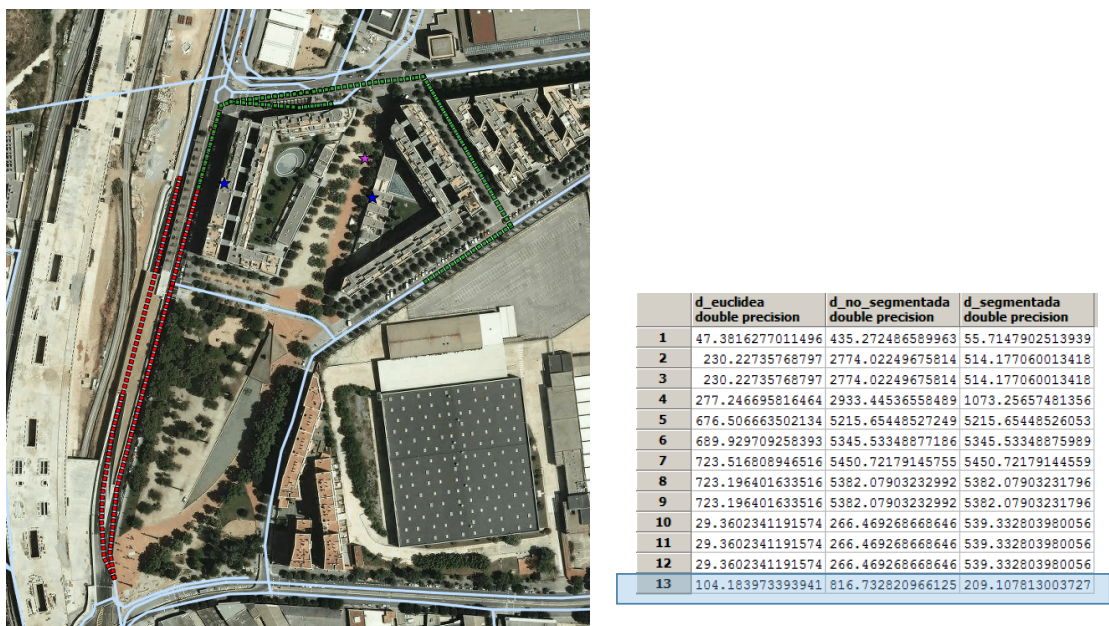 d_euclidea d_no_segmentada d_segmentada
double precision double precision double precision
1 47.3816277011496 435.272486589963 55.7147902513939
2 230.22735768797 2774.02249675814 514.177060013418
3 230.22735768797 2774.02249675814 514.177060013418
4 277.246695816464 2933.44536558489 1073.25657481356
5 676.506663502134 5215.65448527249 5215.65448526053
6 689.929709258393 5345.53348877186 5345.53348875989
7 723.516808946516 5450.72179145755 5450.72179144559
8 723.196401633516 5382.07903232992 5382.07903231796
9 723.196401633516 5382.07903232992 5382.07903231796
10 29.3602341191574 266.469268668646 539.332803980056
11 29.3602341191574 266.469268668646 539.332803980056
12 29.3602341191574 266.469268668646 539.332803980056
13 104.183973393941 816.732820966125 209.107813003727